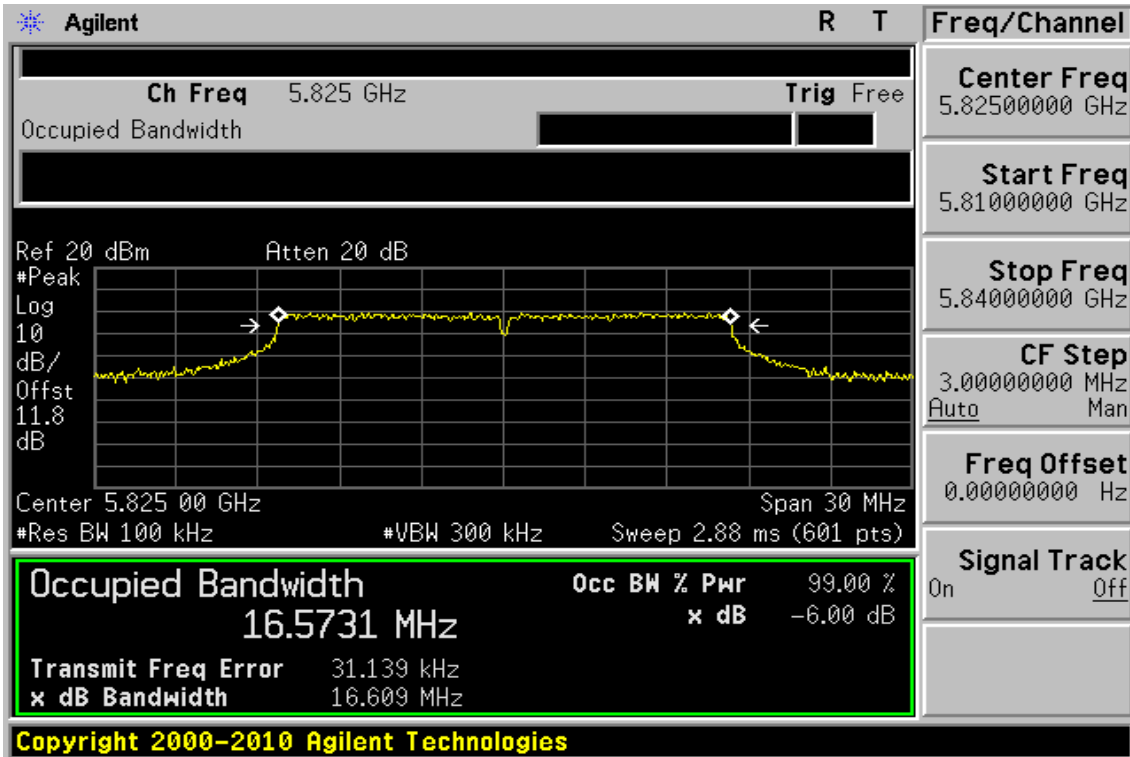 Agilent R T
Ch Freq 5.825 GHz Trig Free
Occupied Bandwidth
Ref 20 dBm Atten 20 dB
#Peak
Log
10
dB/
Offst
11.8
dB
Center 5.825 00 GHz Span 30 MHz
#Res BW 100 kHz #VBW 300 kHz Sweep 2.88 ms (601 pts)
Occupied Bandwidth Occ BW % Pwr 99.00 %
16.5731 MHz x dB -6.00 dB
Transmit Freq Error 31.139 kHz
x dB Bandwidth 16.609 MHz
Copyright 2000-2010 Agilent Technologies
Freq/Channel
Center Freq
5.82500000 GHz
Start Freq
5.81000000 GHz
Stop Freq
5.84000000 GHz
CF Step
3.00000000 MHz
Auto Man
Freq Offset
0.00000000 Hz
Signal Track
On Off